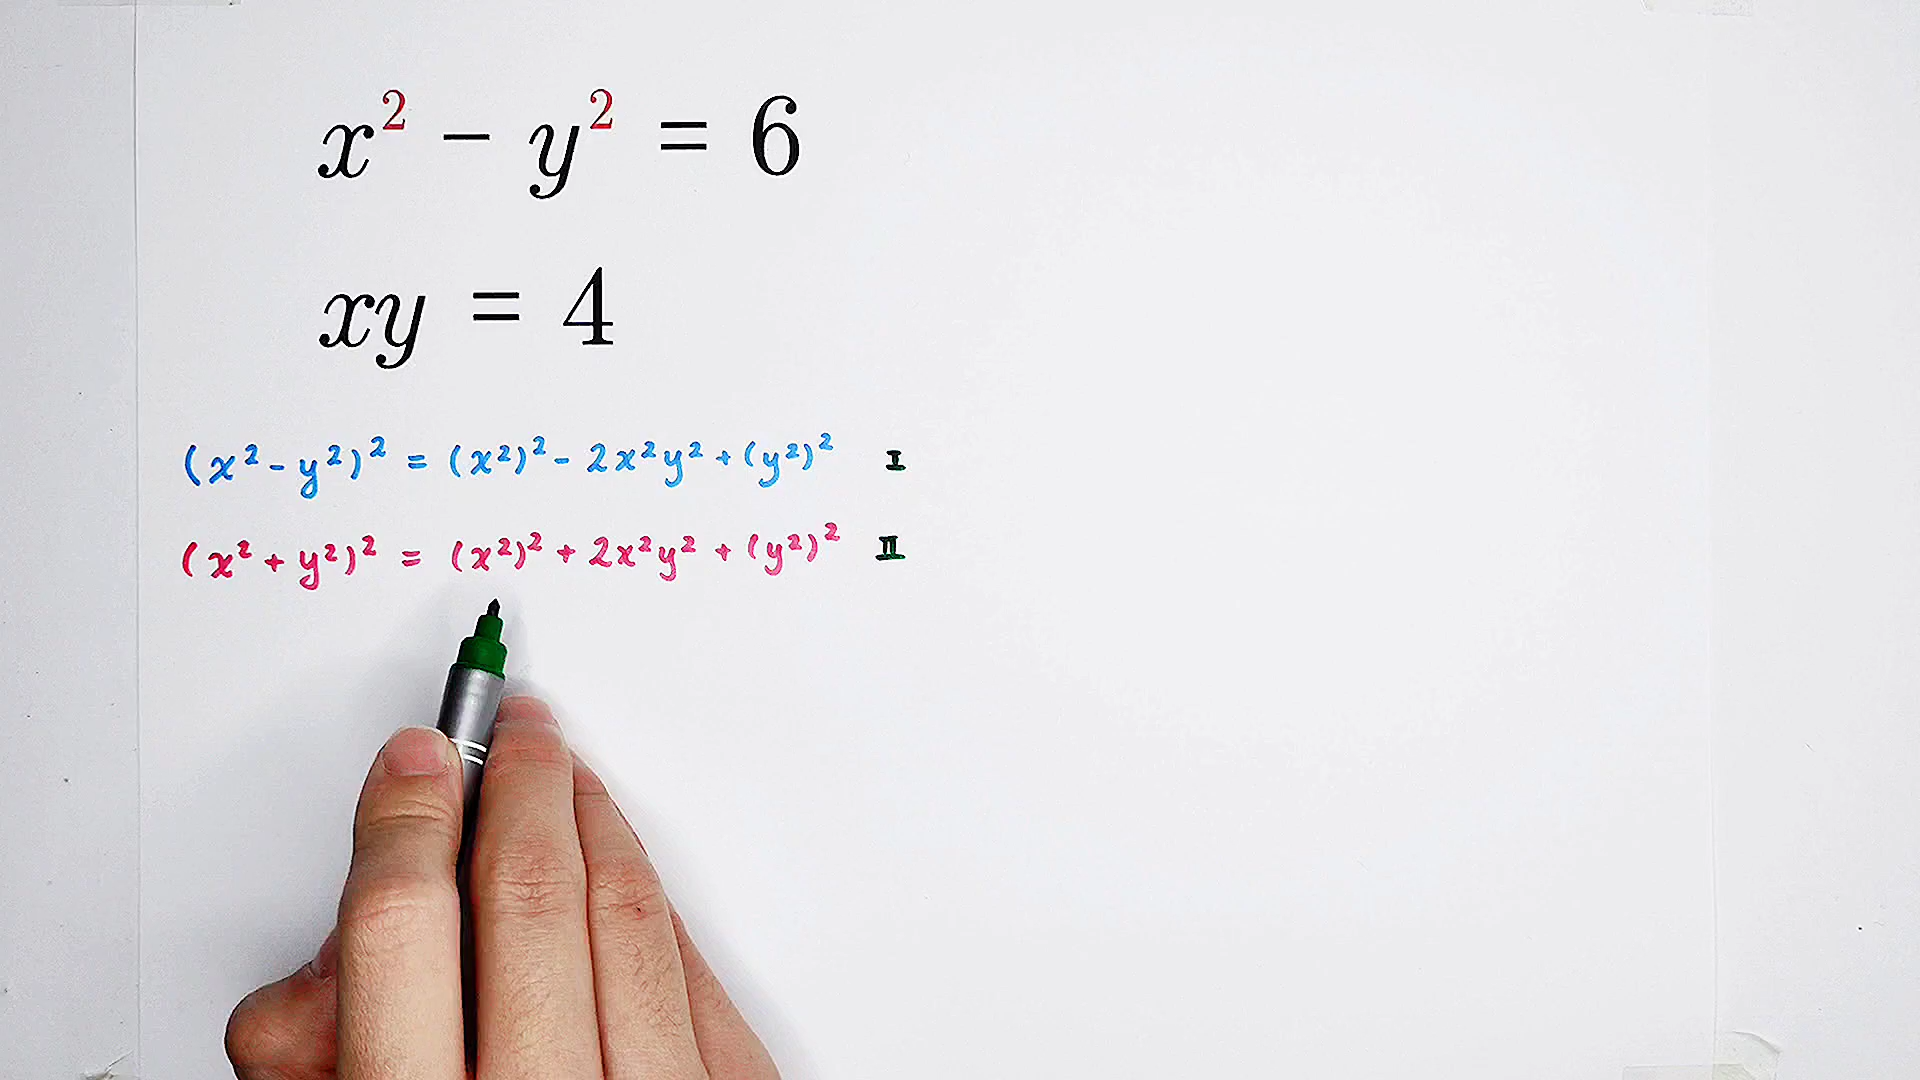 x² − y² = 6
xy = 4
(x² - y²)² = (x²)² - 2x²y² + (y²)² I
(x² + y²)² = (x²)² + 2x²y² + (y²)² II